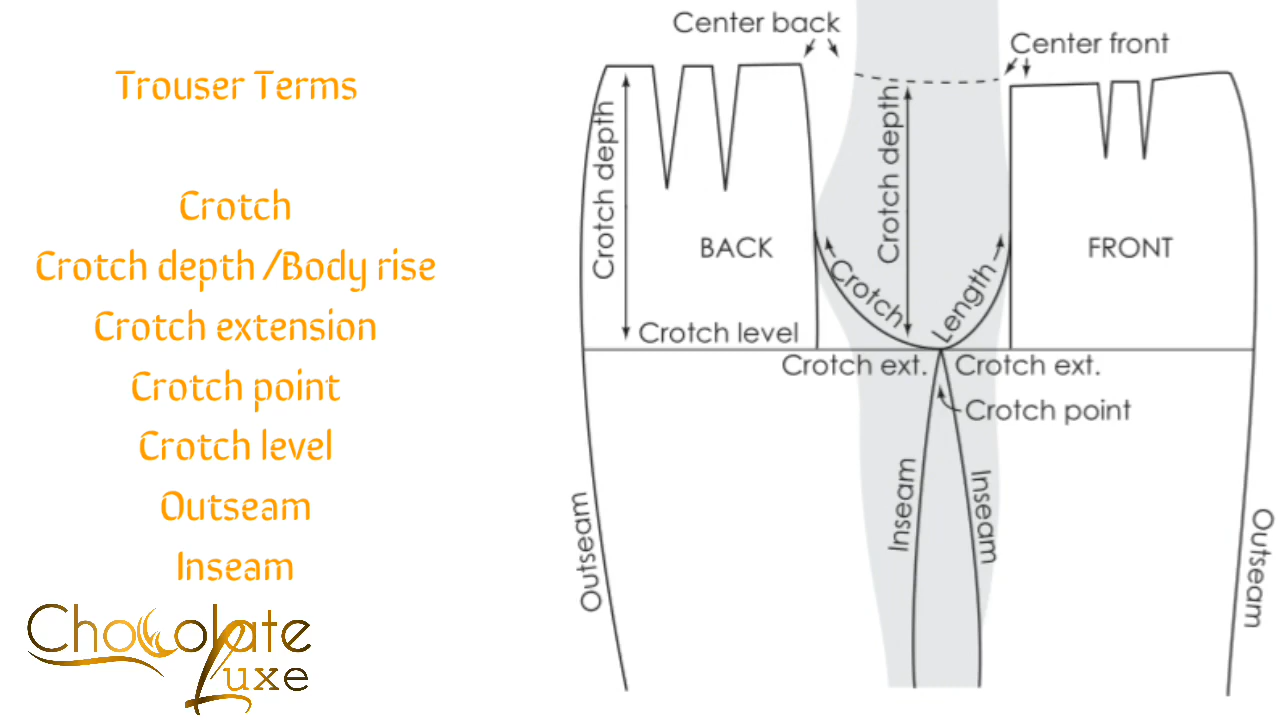 Trouser Terms
Crotch
Crotch depth /Body rise
Crotch extension
Crotch point
Crotch level
Outseam
Inseam
Chocolate
Luxe
Center back
Center front
Crotch depth
Crotch depth
BACK
FRONT
Crotch
Length
Crotch level
Crotch ext.
Crotch ext.
Crotch point
Outseam
Inseam
Inseam
Outseam